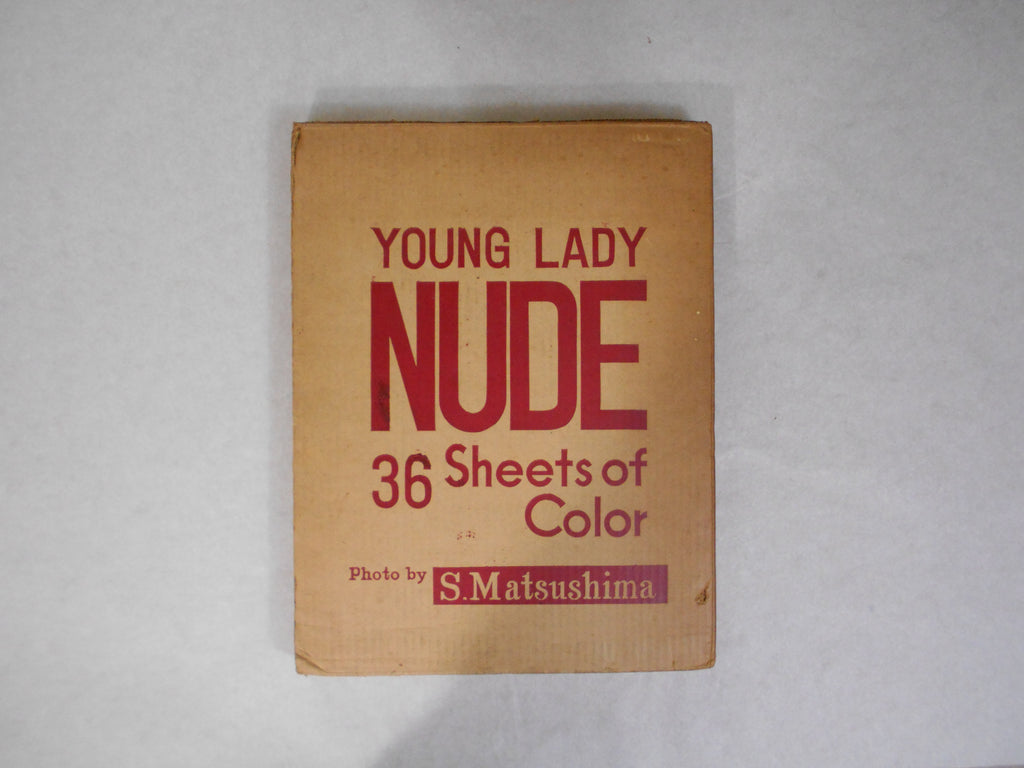 YOUNG LADY
NUDE
36 Sheets of
Color
Photo by S.Matsushima